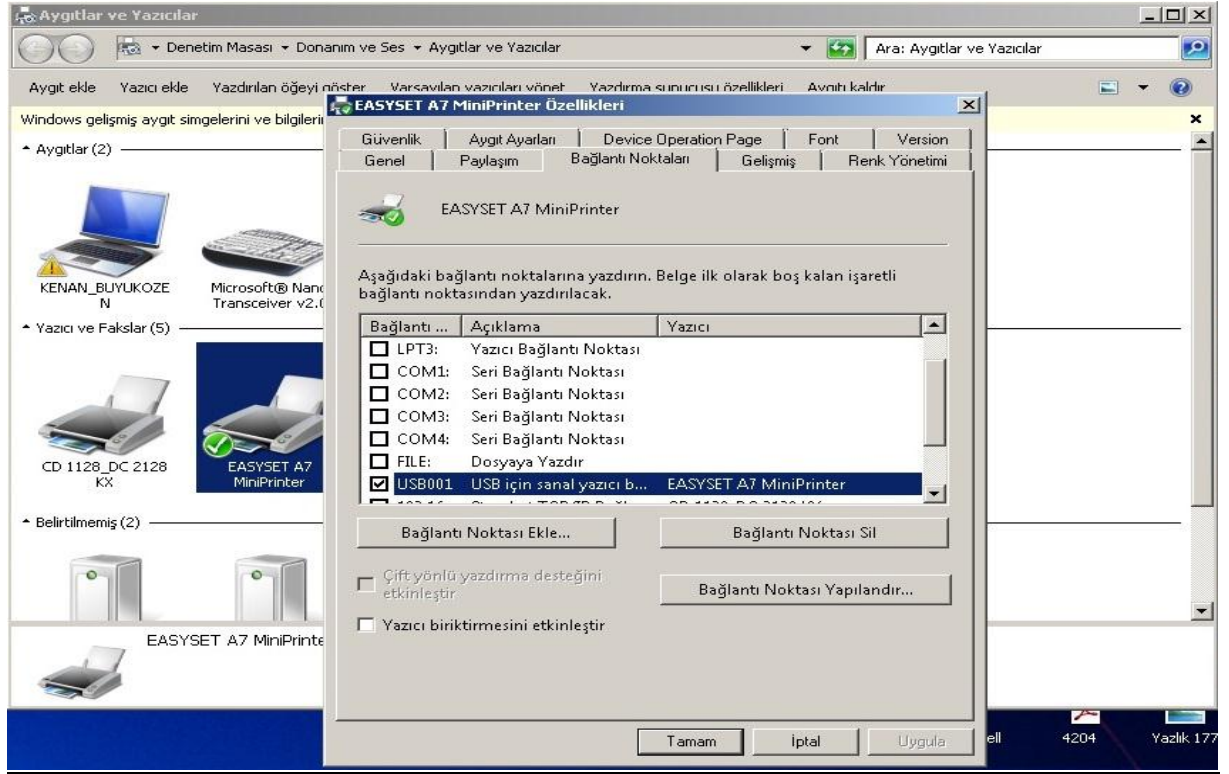 Aygıtlar ve Yazıcılar
Denetim Masası Donanım ve Ses Aygıtlar ve Yazıcılar
Ara: Aygıtlar ve Yazıcılar
Aygıt ekle Yazıcı ekle Yazdırılan öğeyi göster Varsayılan yazıcıları yönet Yazdırma sunucusu özellikleri Aygıtı kaldır
Windows gelişmiş aygıt simgelerini ve bilgileri
Aygıtlar (2)
KENAN_BUYUKOZE
N
Microsoft® Nano
Transceiver v2.0
Yazıcı ve Fakslar (5)
CD 1128_DC 2128
KX
EASYSET A7
MiniPrinter
Belirtilmemiş (2)
EASYSET A7 MiniPrinte
EASYSET A7 MiniPrinter Özellikleri
Güvenlik Aygıt Ayarları Device Operation Page Font Version
Genel Paylaşım Bağlantı Noktaları Gelişmiş Renk Yönetimi
EASYSET A7 MiniPrinter
Aşağıdaki bağlantı noktalarına yazdırın. Belge ilk olarak boş kalan işaretli
bağlantı noktasından yazdırılacak.
Bağlantı ... Açıklama Yazıcı
LPT3: Yazıcı Bağlantı Noktası
COM1: Seri Bağlantı Noktası
COM2: Seri Bağlantı Noktası
COM3: Seri Bağlantı Noktası
COM4: Seri Bağlantı Noktası
FILE: Dosyaya Yazdır
USB001 USB için sanal yazıcı b... EASYSET A7 MiniPrinter
Bağlantı Noktası Ekle...
Bağlantı Noktası Sil
Çift yönlü yazdırma desteğini
etkinleştir
Bağlantı Noktası Yapılandır...
Yazıcı biriktirmesini etkinleştir
Tamam İptal Uygula
ell
4204
Yazlık 177